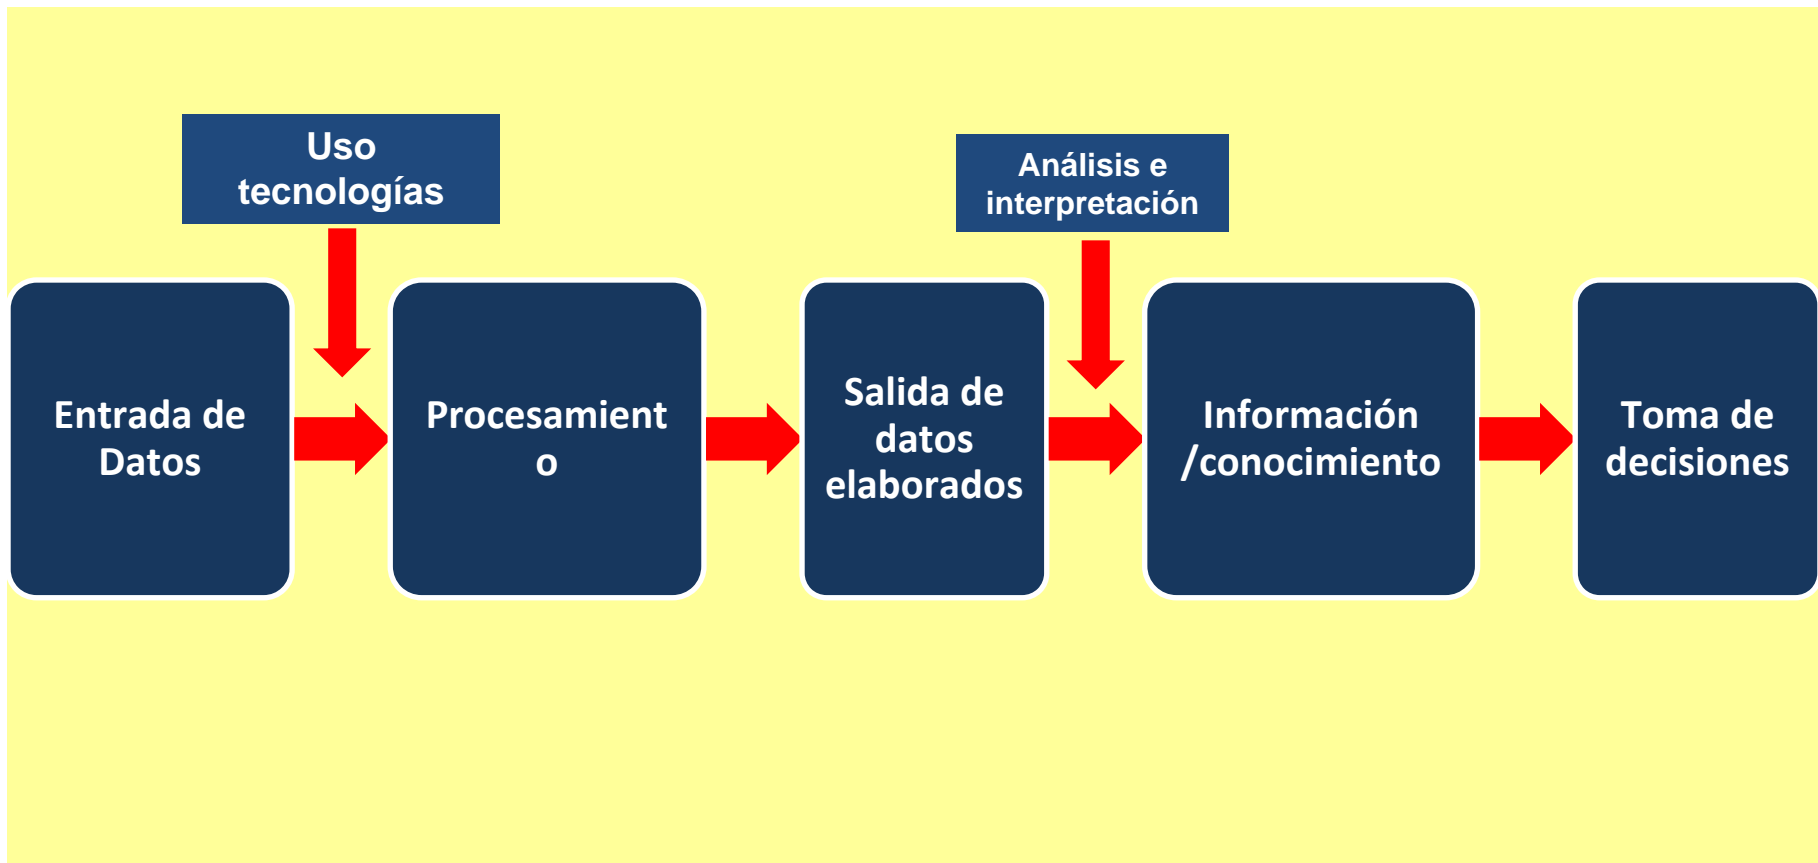 Uso
tecnologías
Análisis e
interpretación
Entrada de
Datos
Procesamient
o
Salida de
datos
elaborados
Información
/conocimiento
Toma de
decisiones